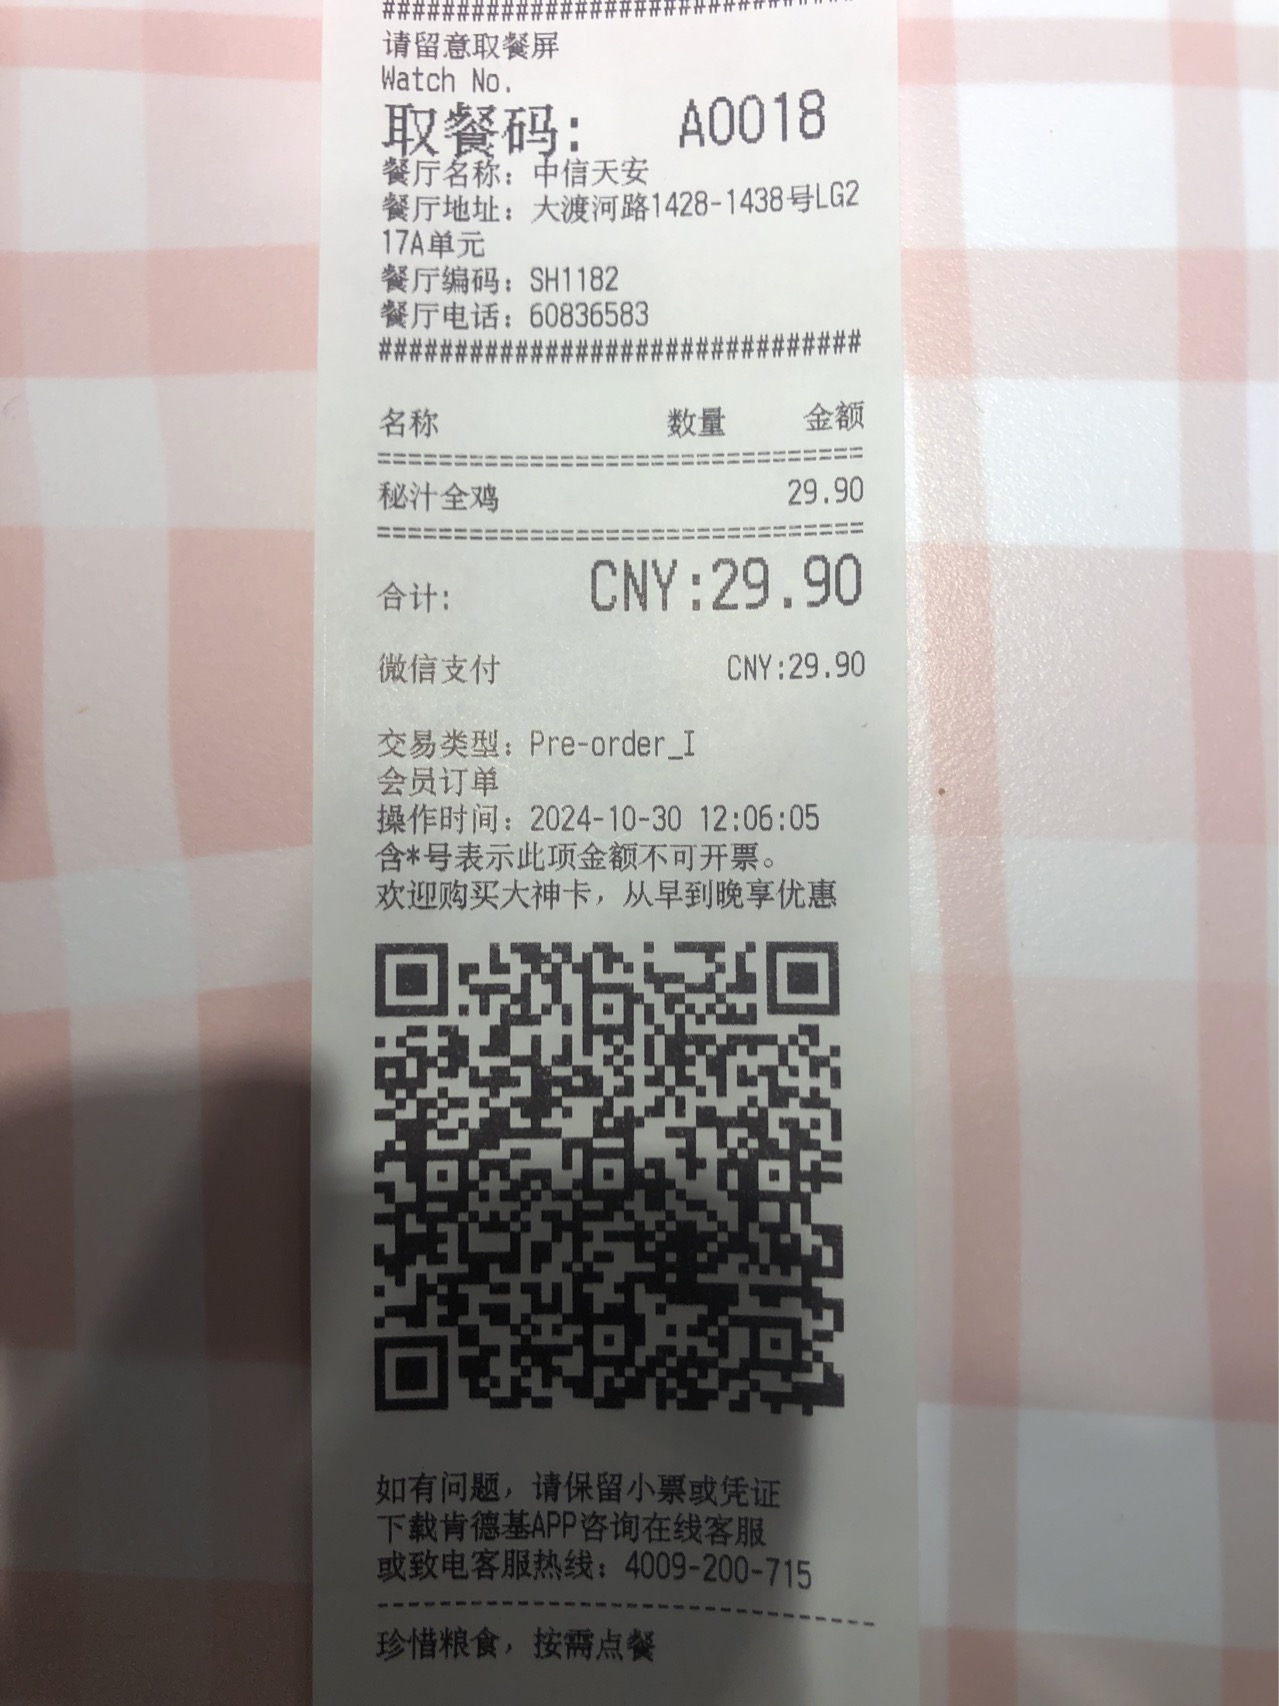 ################################
请留意取餐屏
Watch No.
取餐码： A0018
餐厅名称：中信天安
餐厅地址：大渡河路1428-1438号LG2
17A单元
餐厅编码：SH1182
餐厅电话：60836583
################################
名称 数量 金额
================================
秘汁全鸡 29.90
================================
合计: CNY:29.90
微信支付 CNY:29.90
交易类型：Pre-order_I
会员订单
操作时间：2024-10-30 12:06:05
含*号表示此项金额不可开票。
欢迎购买大神卡，从早到晚享优惠
如有问题，请保留小票或凭证
下载肯德基APP咨询在线客服
或致电客服热线：4009-200-715
--------------------------------
珍惜粮食，按需点餐